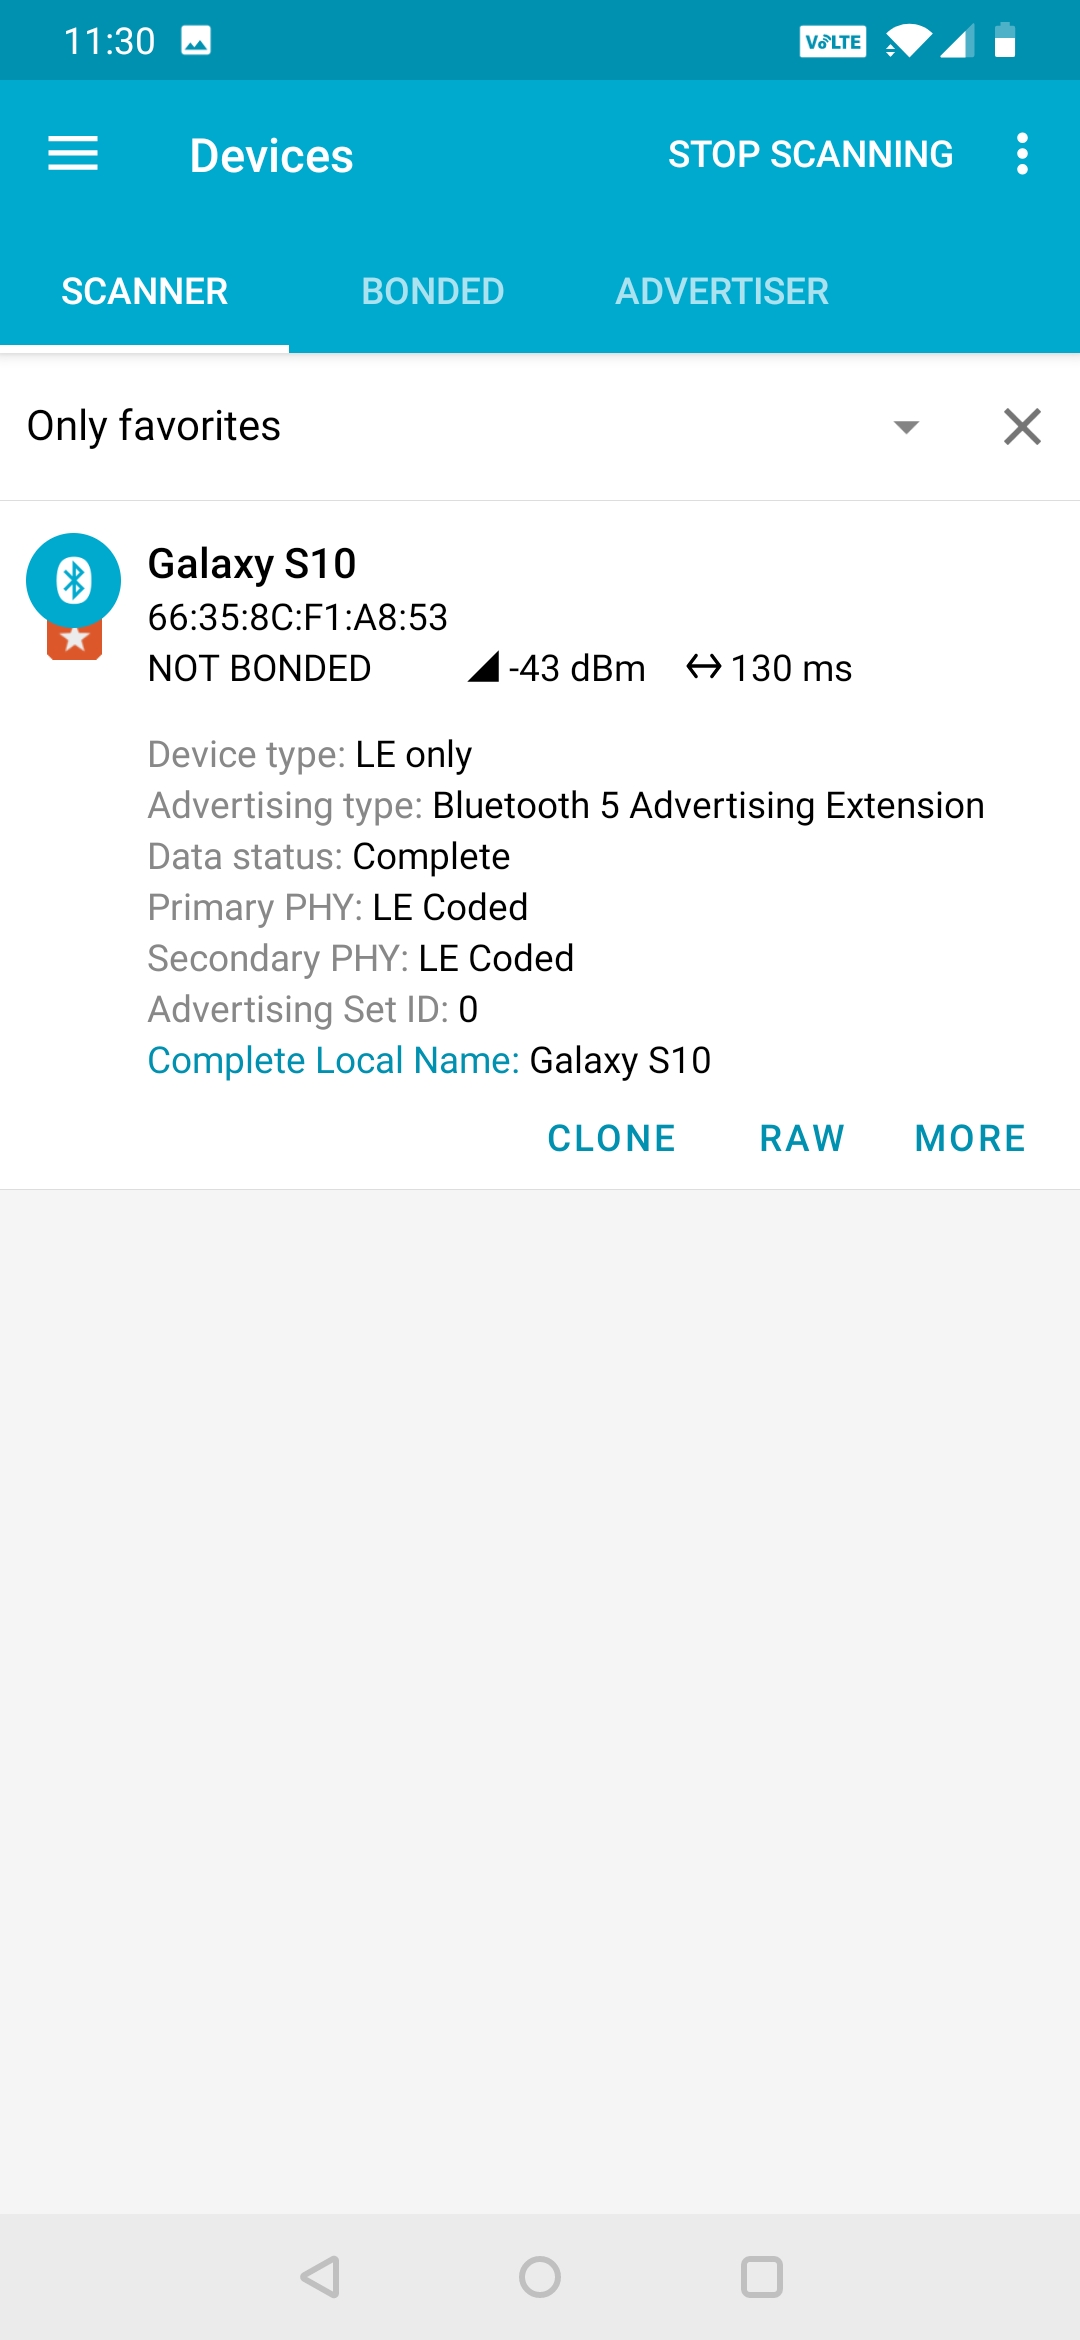 11:30 VoLTE
Devices STOP SCANNING
SCANNER BONDED ADVERTISER
Only favorites
Galaxy S10
66:35:8C:F1:A8:53
NOT BONDED -43 dBm 130 ms
Device type: LE only
Advertising type: Bluetooth 5 Advertising Extension
Data status: Complete
Primary PHY: LE Coded
Secondary PHY: LE Coded
Advertising Set ID: 0
Complete Local Name: Galaxy S10
CLONE RAW MORE